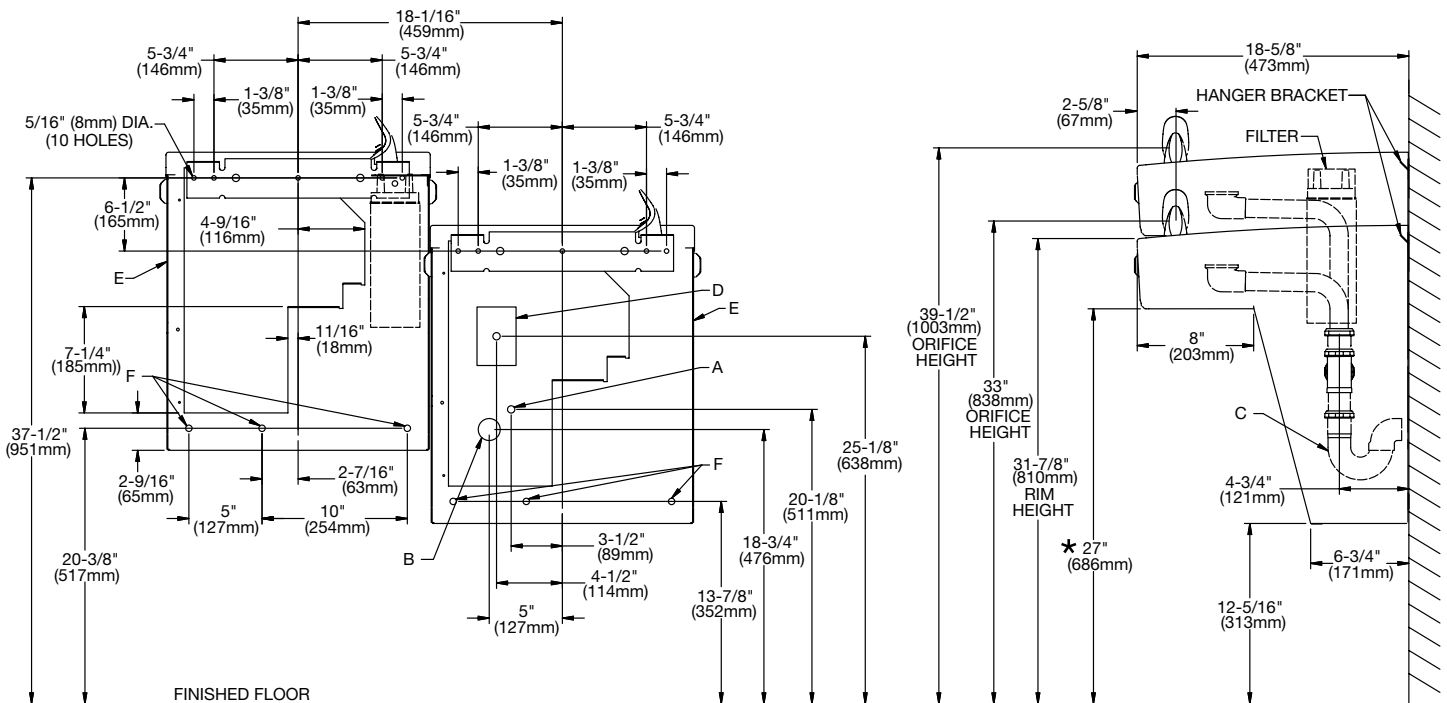 18-1/16"
(459mm)
5-3/4"
(146mm)
5-3/4"
(146mm)
1-3/8"
(35mm)
1-3/8"
(35mm)
5/16" (8mm) DIA.
(10 HOLES)
5-3/4"
(146mm)
5-3/4"
(146mm)
1-3/8"
(35mm)
1-3/8"
(35mm)
6-1/2"
(165mm)
4-9/16"
(116mm)
E
D
E
11/16"
(18mm)
7-1/4"
(185mm))
F
A
37-1/2"
(951mm)
25-1/8"
(638mm)
2-9/16"
(65mm)
2-7/16"
(63mm)
F
5"
(127mm)
10"
(254mm)
20-1/8"
(511mm)
20-3/8"
(517mm)
B
3-1/2"
(89mm)
18-3/4"
(476mm)
4-1/2"
(114mm)
13-7/8"
(352mm)
5"
(127mm)
FINISHED FLOOR
18-5/8"
(473mm)
2-5/8"
(67mm)
HANGER BRACKET
FILTER
39-1/2"
(1003mm)
ORIFICE
HEIGHT
8"
(203mm)
33"
(838mm)
ORIFICE
HEIGHT
C
31-7/8"
(810mm)
RIM
HEIGHT
4-3/4"
(121mm)
* 27"
(686mm)
6-3/4"
(171mm)
12-5/16"
(313mm)